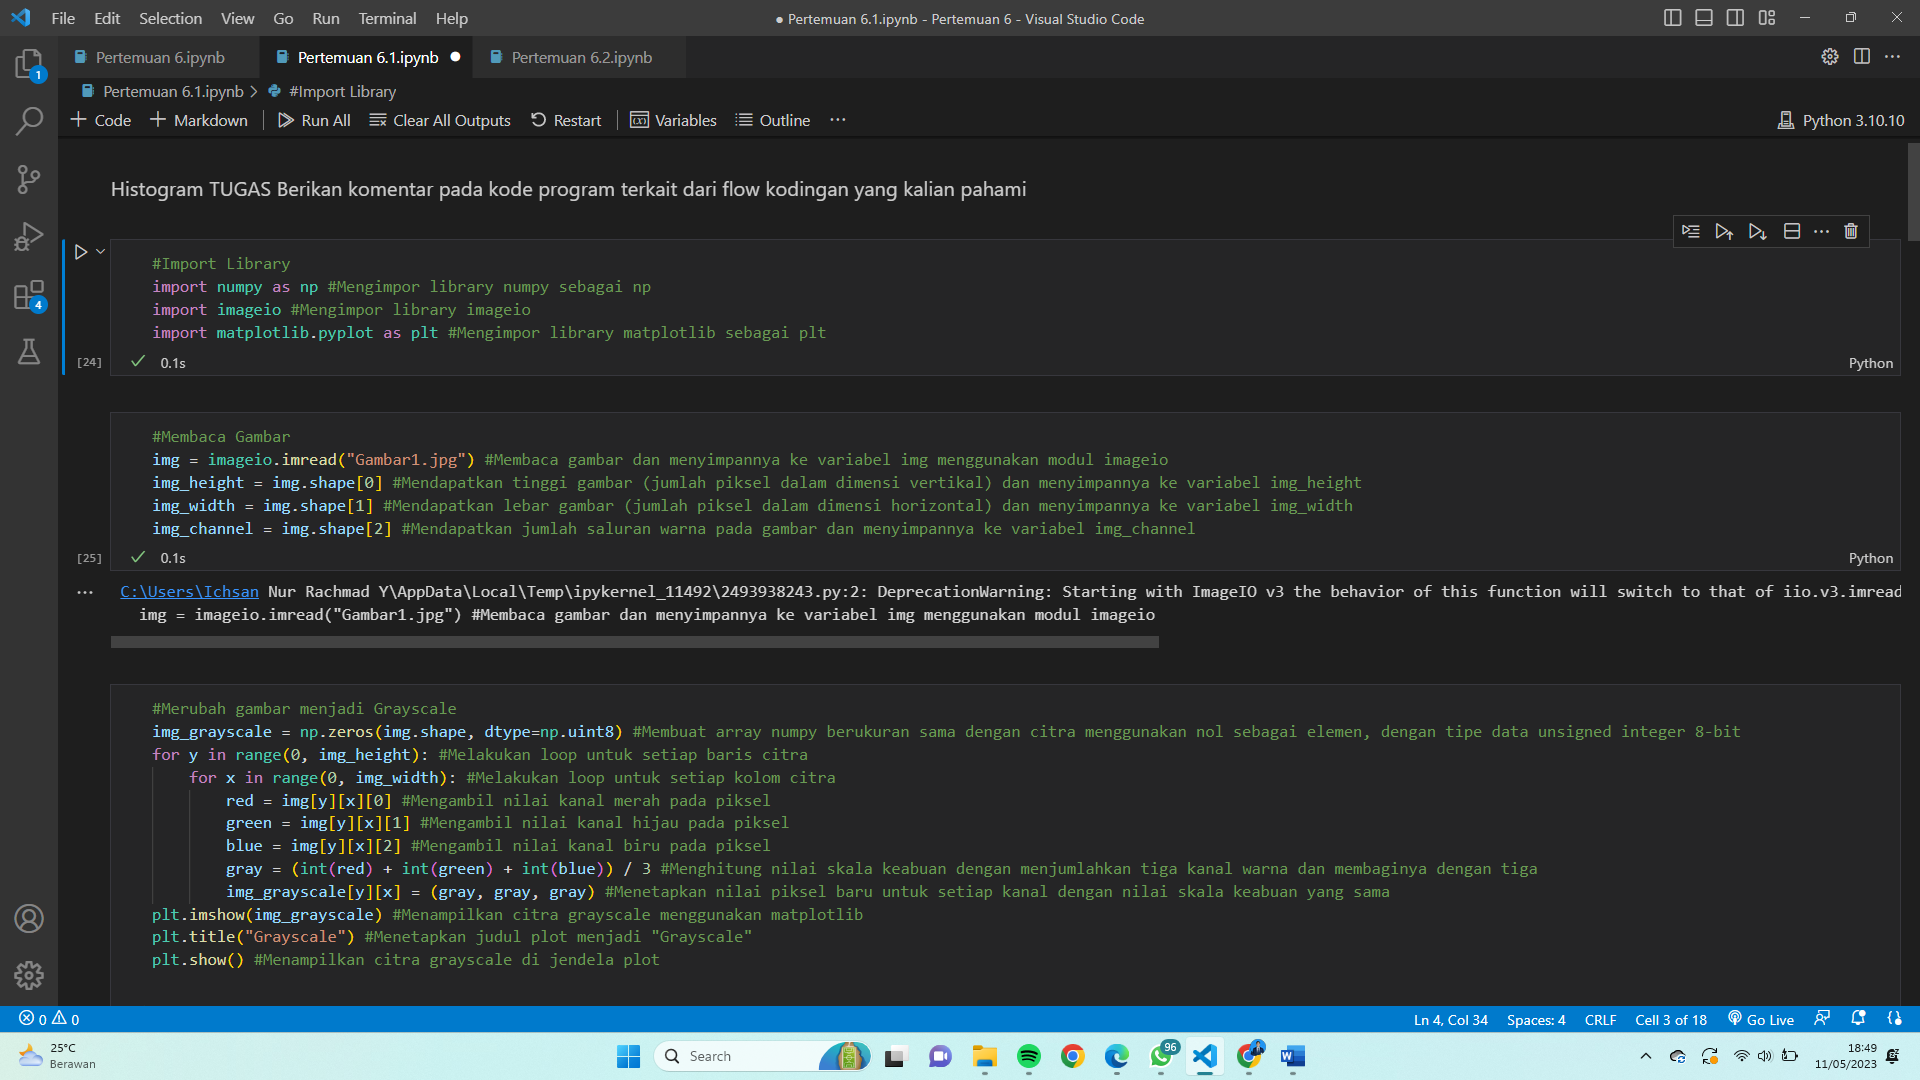 File Edit Selection View Go Run Terminal Help
● Pertemuan 6.1.ipynb - Pertemuan 6 - Visual Studio Code
Pertemuan 6.ipynb
Pertemuan 6.1.ipynb ●
Pertemuan 6.2.ipynb
1
Pertemuan 6.1.ipynb > #Import Library
+ Code + Markdown Run All Clear All Outputs Restart Variables Outline ...
Python 3.10.10
Histogram TUGAS Berikan komentar pada kode program terkait dari flow kodingan yang kalian pahami
4
#Import Library
import numpy as np #Mengimpor library numpy sebagai np
import imageio #Mengimpor library imageio
import matplotlib.pyplot as plt #Mengimpor library matplotlib sebagai plt
[24] ✓ 0.1s
Python
#Membaca Gambar
img = imageio.imread("Gambar1.jpg") #Membaca gambar dan menyimpannya ke variabel img menggunakan modul imageio
img_height = img.shape[0] #Mendapatkan tinggi gambar (jumlah piksel dalam dimensi vertikal) dan menyimpannya ke variabel img_height
img_width = img.shape[1] #Mendapatkan lebar gambar (jumlah piksel dalam dimensi horizontal) dan menyimpannya ke variabel img_width
img_channel = img.shape[2] #Mendapatkan jumlah saluran warna pada gambar dan menyimpannya ke variabel img_channel
[25] ✓ 0.1s
Python
... C:\Users\Ichsan Nur Rachmad Y\AppData\Local\Temp\ipykernel_11492\2493938243.py:2: DeprecationWarning: Starting with ImageIO v3 the behavior of this function will switch to that of iio.v3.imread
img = imageio.imread("Gambar1.jpg") #Membaca gambar dan menyimpannya ke variabel img menggunakan modul imageio
#Merubah gambar menjadi Grayscale
img_grayscale = np.zeros(img.shape, dtype=np.uint8) #Membuat array numpy berukuran sama dengan citra menggunakan nol sebagai elemen, dengan tipe data unsigned integer 8-bit
for y in range(0, img_height): #Melakukan loop untuk setiap baris citra
for x in range(0, img_width): #Melakukan loop untuk setiap kolom citra
red = img[y][x][0] #Mengambil nilai kanal merah pada piksel
green = img[y][x][1] #Mengambil nilai kanal hijau pada piksel
blue = img[y][x][2] #Mengambil nilai kanal biru pada piksel
gray = (int(red) + int(green) + int(blue)) / 3 #Menghitung nilai skala keabuan dengan menjumlahkan tiga kanal warna dan membaginya dengan tiga
img_grayscale[y][x] = (gray, gray, gray) #Menetapkan nilai piksel baru untuk setiap kanal dengan nilai skala keabuan yang sama
plt.imshow(img_grayscale) #Menampilkan citra grayscale menggunakan matplotlib
plt.title("Grayscale") #Menetapkan judul plot menjadi "Grayscale"
plt.show() #Menampilkan citra grayscale di jendela plot
0 0
Ln 4, Col 34 Spaces: 4 CRLF Cell 3 of 18 Go Live
25°C
Berawan
Search
96
18:49
11/05/2023